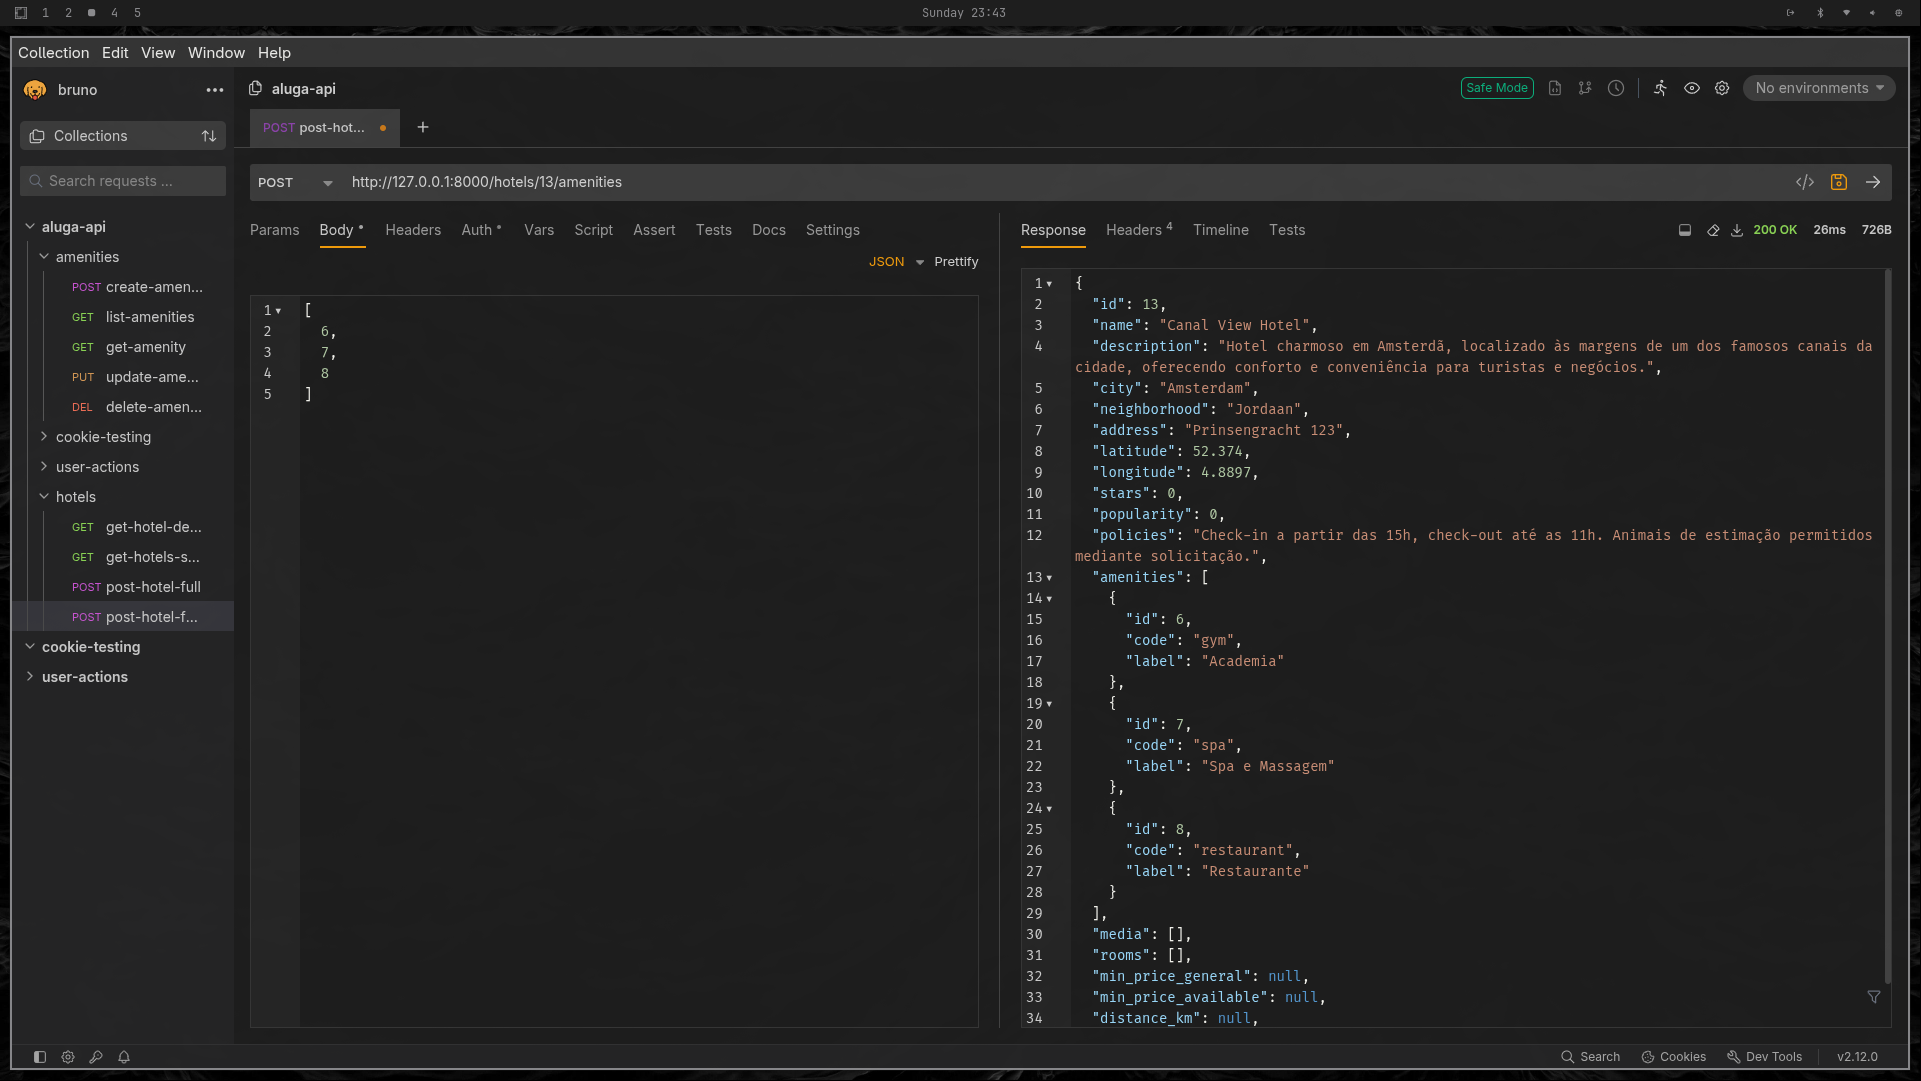 1 2 4 5
Sunday 23:43
Collection Edit View Window Help
bruno
aluga-api
Safe Mode
No environments
Collections
POST post-hot...
Search requests ...
POST http://127.0.0.1:8000/hotels/13/amenities
aluga-api
amenities
POST create-amen...
GET list-amenities
GET get-amenity
PUT update-ame...
DEL delete-amen...
cookie-testing
user-actions
hotels
GET get-hotel-de...
GET get-hotels-s...
POST post-hotel-full
POST post-hotel-f...
cookie-testing
user-actions
Params Body Headers Auth Vars Script Assert Tests Docs Settings
JSON Prettify
1 [
2 6,
3 7,
4 8
5 ]
Response Headers 4 Timeline Tests
200 OK 26ms 726B
1 {
2 "id": 13,
3 "name": "Canal View Hotel",
4 "description": "Hotel charmoso em Amsterdã, localizado às margens de um dos famosos canais da
cidade, oferecendo conforto e conveniência para turistas e negócios.",
5 "city": "Amsterdam",
6 "neighborhood": "Jordaan",
7 "address": "Prinsengracht 123",
8 "latitude": 52.374,
9 "longitude": 4.8897,
10 "stars": 0,
11 "popularity": 0,
12 "policies": "Check-in a partir das 15h, check-out até as 11h. Animais de estimação permitidos
mediante solicitação.",
13 "amenities": [
14 {
15 "id": 6,
16 "code": "gym",
17 "label": "Academia"
18 },
19 {
20 "id": 7,
21 "code": "spa",
22 "label": "Spa e Massagem"
23 },
24 {
25 "id": 8,
26 "code": "restaurant",
27 "label": "Restaurante"
28 }
29 ],
30 "media": [],
31 "rooms": [],
32 "min_price_general": null,
33 "min_price_available": null,
34 "distance_km": null,
Search Cookies Dev Tools v2.12.0